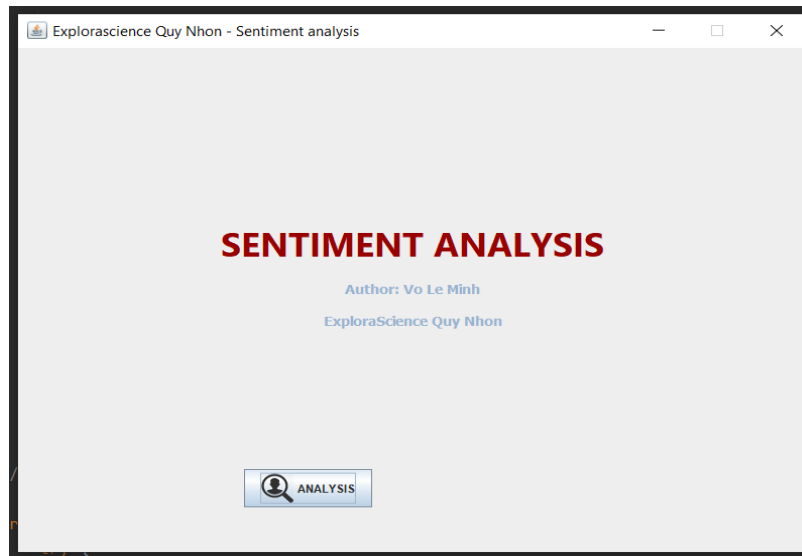 Explorascience Quy Nhon - Sentiment analysis
SENTIMENT ANALYSIS
Author: Vo Le Minh
ExploraScience Quy Nhon
ANALYSIS